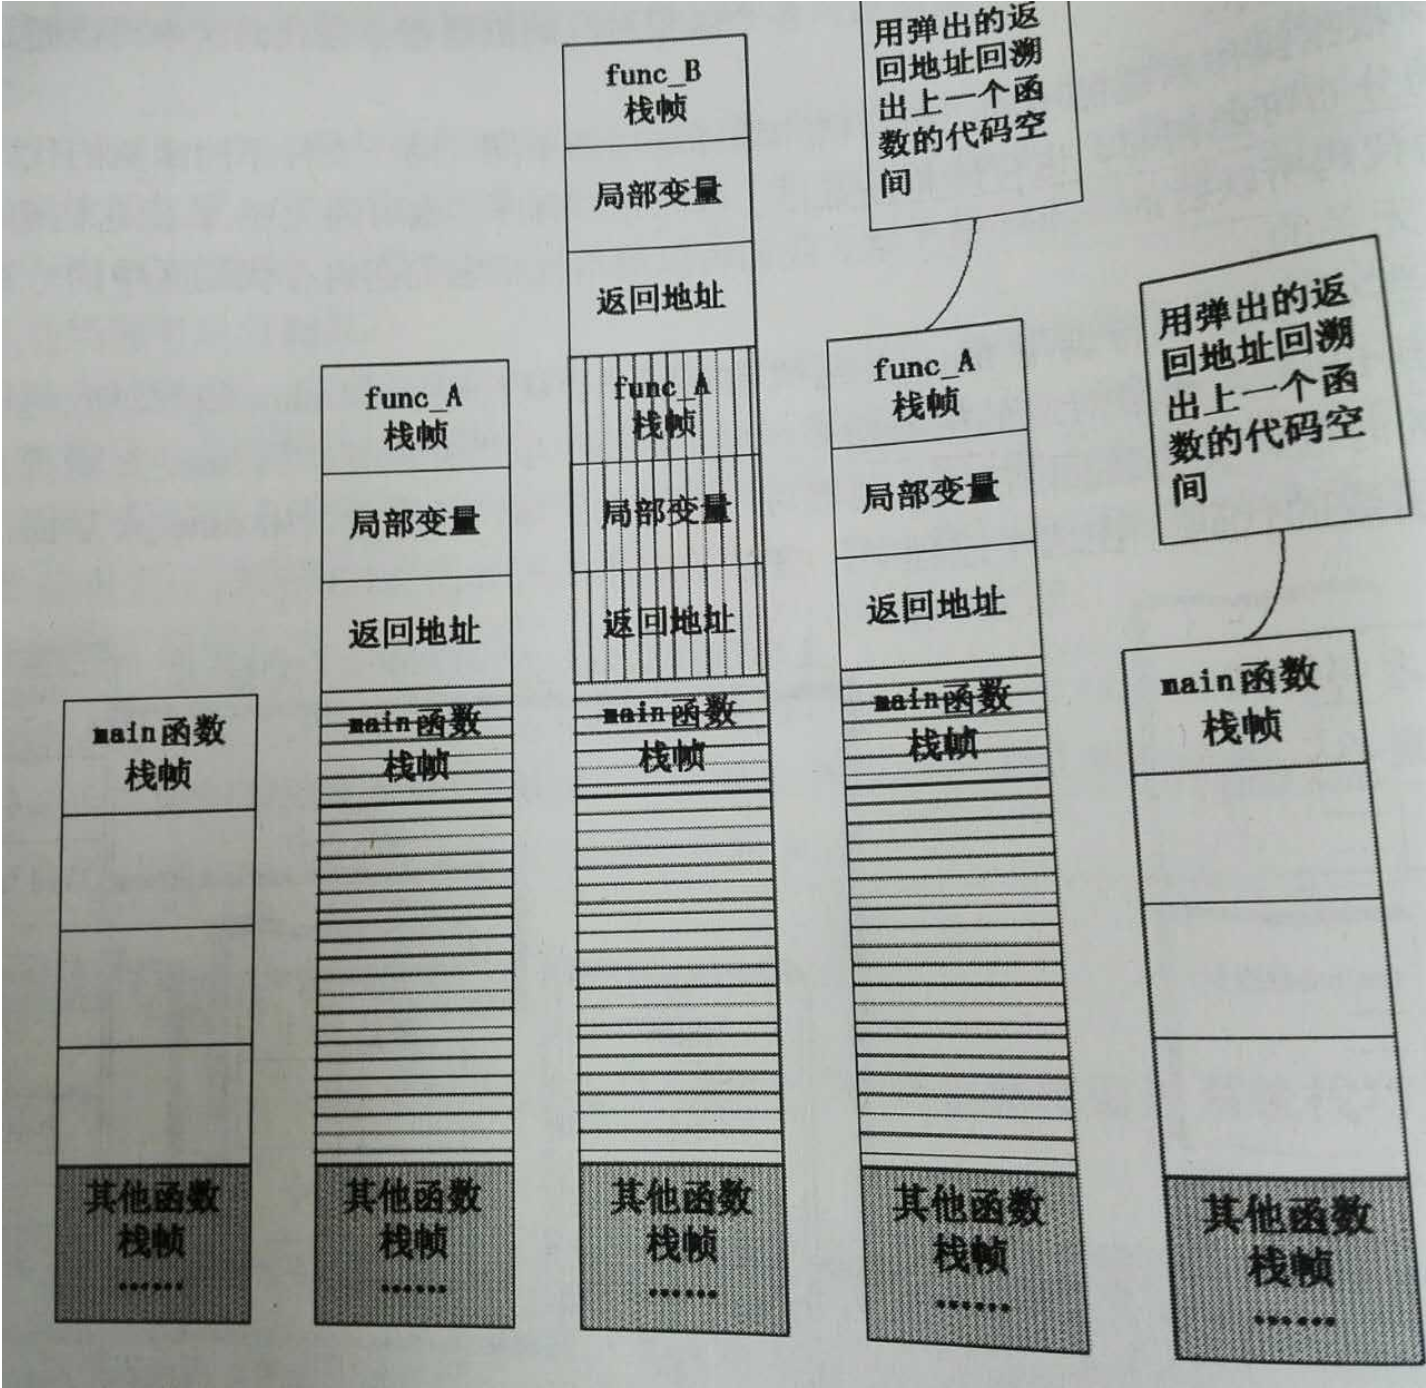 main函数
栈帧
其他函数
栈帧
……
func_A
栈帧
局部变量
返回地址
main函数
栈帧
其他函数
栈帧
……
func_B
栈帧
局部变量
返回地址
func_A
栈帧
局部变量
返回地址
main函数
栈帧
其他函数
栈帧
……
用弹出的返
回地址回溯
出上一个函
数的代码空
间
func_A
栈帧
局部变量
返回地址
main函数
栈帧
其他函数
栈帧
……
用弹出的返
回地址回溯
出上一个函
数的代码空
间
main函数
栈帧
其他函数
栈帧
……